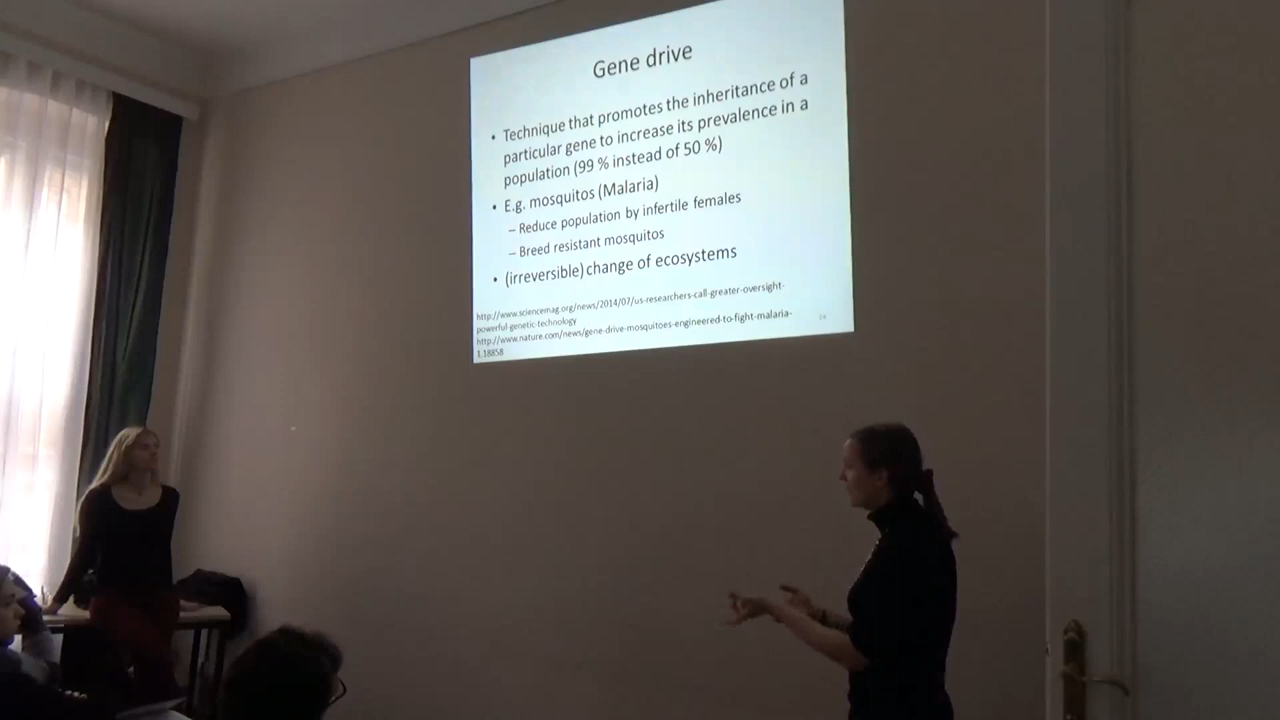 Gene drive
• Technique that promotes the inheritance of a
particular gene to increase its prevalence in a
population (99 % instead of 50 %)
• E.g. mosquitos (Malaria)
– Reduce population by infertile females
– Breed resistant mosquitos
• (irreversible) change of ecosystems
http://www.sciencemag.org/news/2014/07/us-researchers-call-greater-oversight-
powerful-genetic-technology
http://www.nature.com/news/gene-drive-mosquitoes-engineered-to-fight-malaria-
1.18858